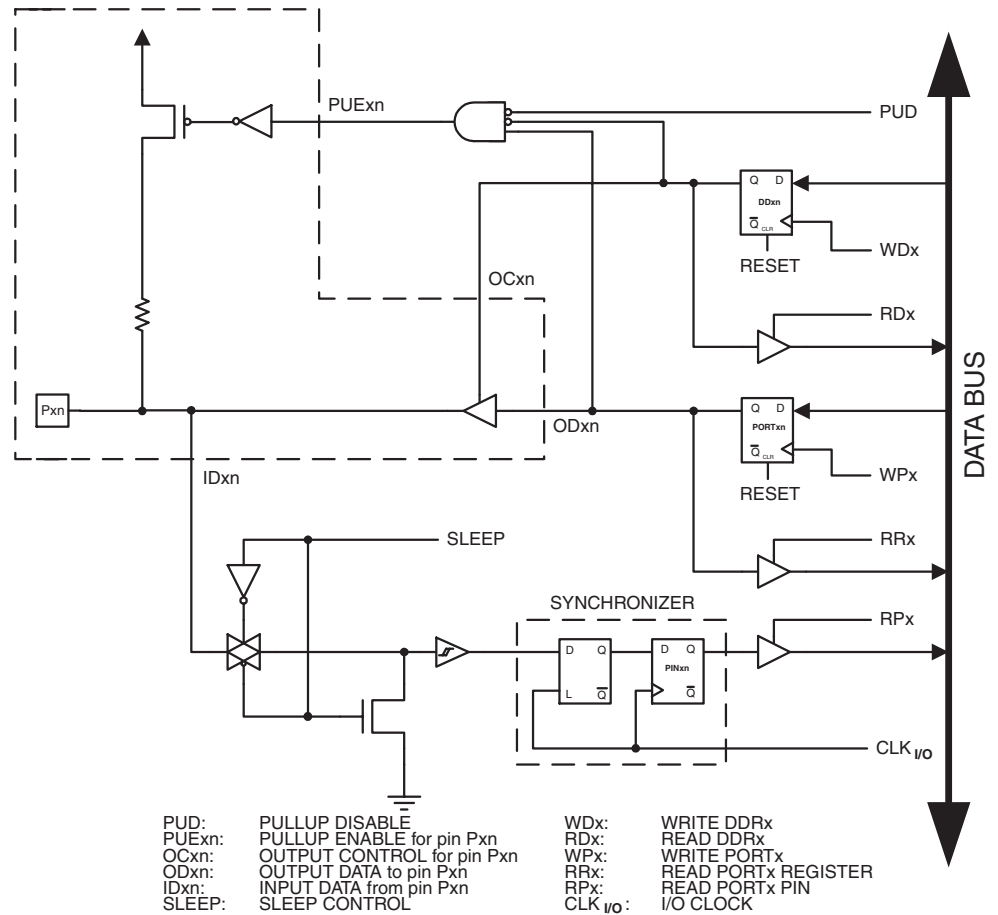 PUExn
PUD
Q D
DDxn
Q CLR
WDx
RESET
OCxn
RDx
Pxn
ODxn
Q D
PORTxn
Q CLR
WPx
RESET
IDxn
SLEEP
RRx
SYNCHRONIZER
RPx
D Q
L Q
D Q
PINxn
Q
CLK I/O
DATA BUS
PUD: PULLUP DISABLE
PUExn: PULLUP ENABLE for pin Pxn
OCxn: OUTPUT CONTROL for pin Pxn
ODxn: OUTPUT DATA to pin Pxn
IDxn: INPUT DATA from pin Pxn
SLEEP: SLEEP CONTROL
WDx: WRITE DDRx
RDx: READ DDRx
WPx: WRITE PORTx
RRx: READ PORTx REGISTER
RPx: READ PORTx PIN
CLK I/O: I/O CLOCK